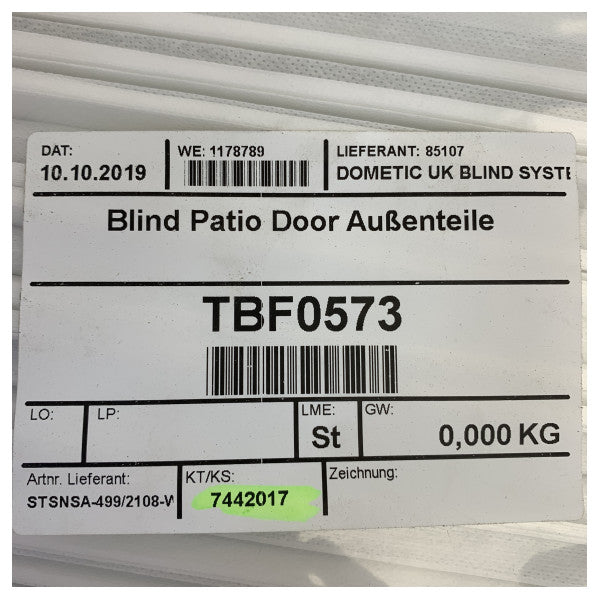 DAT:
10.10.2019
WE: 1178789
LIEFERANT: 85107
DOMETIC UK BLIND SYSTE
Blind Patio Door Außenteile
TBF0573
LO:
LP:
LME:
St
GW:
0,000 KG
Artnr. Lieferant:
STSNSA-499/2108-W
KT/KS:
7442017
Zeichnung: